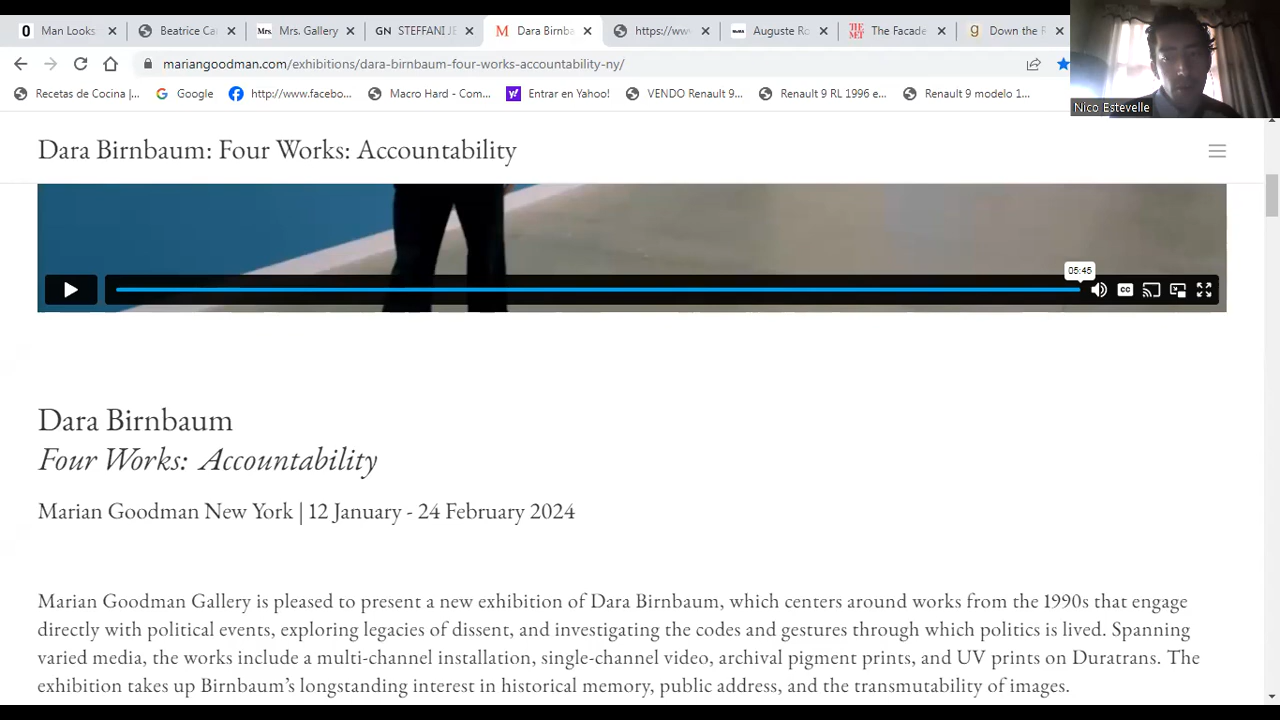 Man Looks
Beatrice Ca
Mrs. Mrs. Gallery
GN STEFFANI JE
M Dara Birnba
https://ww
MoMA Auguste Ro
THE MET The Facade
g Down the R
mariangoodman.com/exhibitions/dara-birnbaum-four-works-accountability-ny/
Recetas de Cocina |...
Google
http://www.facebo...
Macro Hard - Com...
Entrar en Yahoo!
VENDO Renault 9...
Renault 9 RL 1996 e...
Renault 9 modelo 1...
Nico Estevelle
Dara Birnbaum: Four Works: Accountability
05:45
CC
Dara Birnbaum
Four Works: Accountability
Marian Goodman New York | 12 January - 24 February 2024
Marian Goodman Gallery is pleased to present a new exhibition of Dara Birnbaum, which centers around works from the 1990s that engage
directly with political events, exploring legacies of dissent, and investigating the codes and gestures through which politics is lived. Spanning
varied media, the works include a multi-channel installation, single-channel video, archival pigment prints, and UV prints on Duratrans. The
exhibition takes up Birnbaum’s longstanding interest in historical memory, public address, and the transmutability of images.